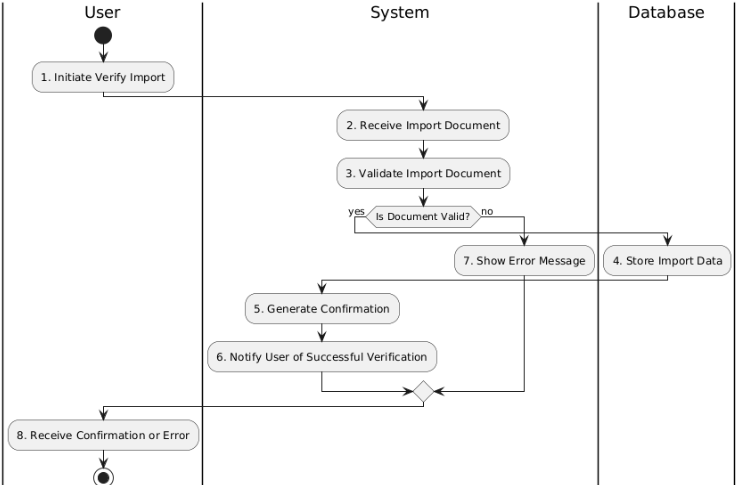 User
System
Database
1. Initiate Verify Import
2. Receive Import Document
3. Validate Import Document
yes
Is Document Valid?
no
7. Show Error Message
4. Store Import Data
5. Generate Confirmation
6. Notify User of Successful Verification
8. Receive Confirmation or Error